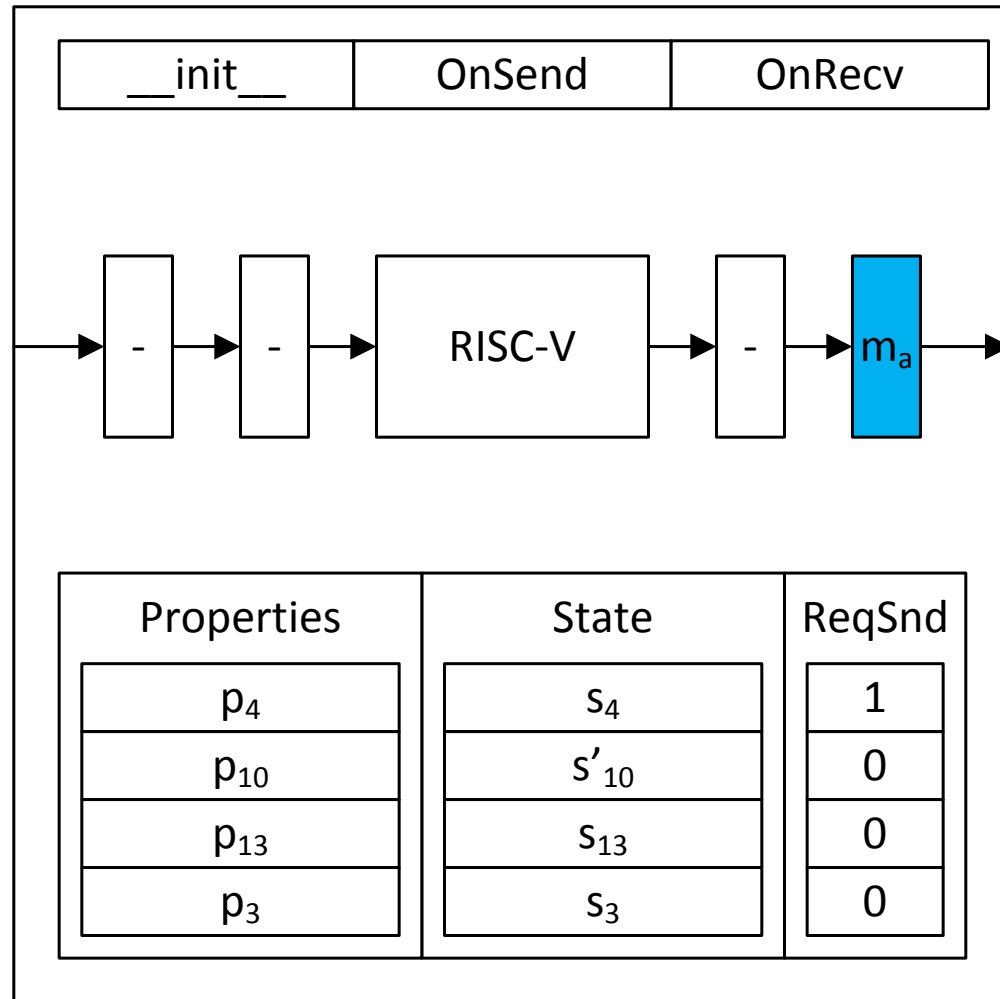 __init__ OnSend OnRecv
- - RISC-V - mₐ
Properties State ReqSnd
p₄ s₄ 1
p₁₀ s’₁₀ 0
p₁₃ s₁₃ 0
p₃ s₃ 0